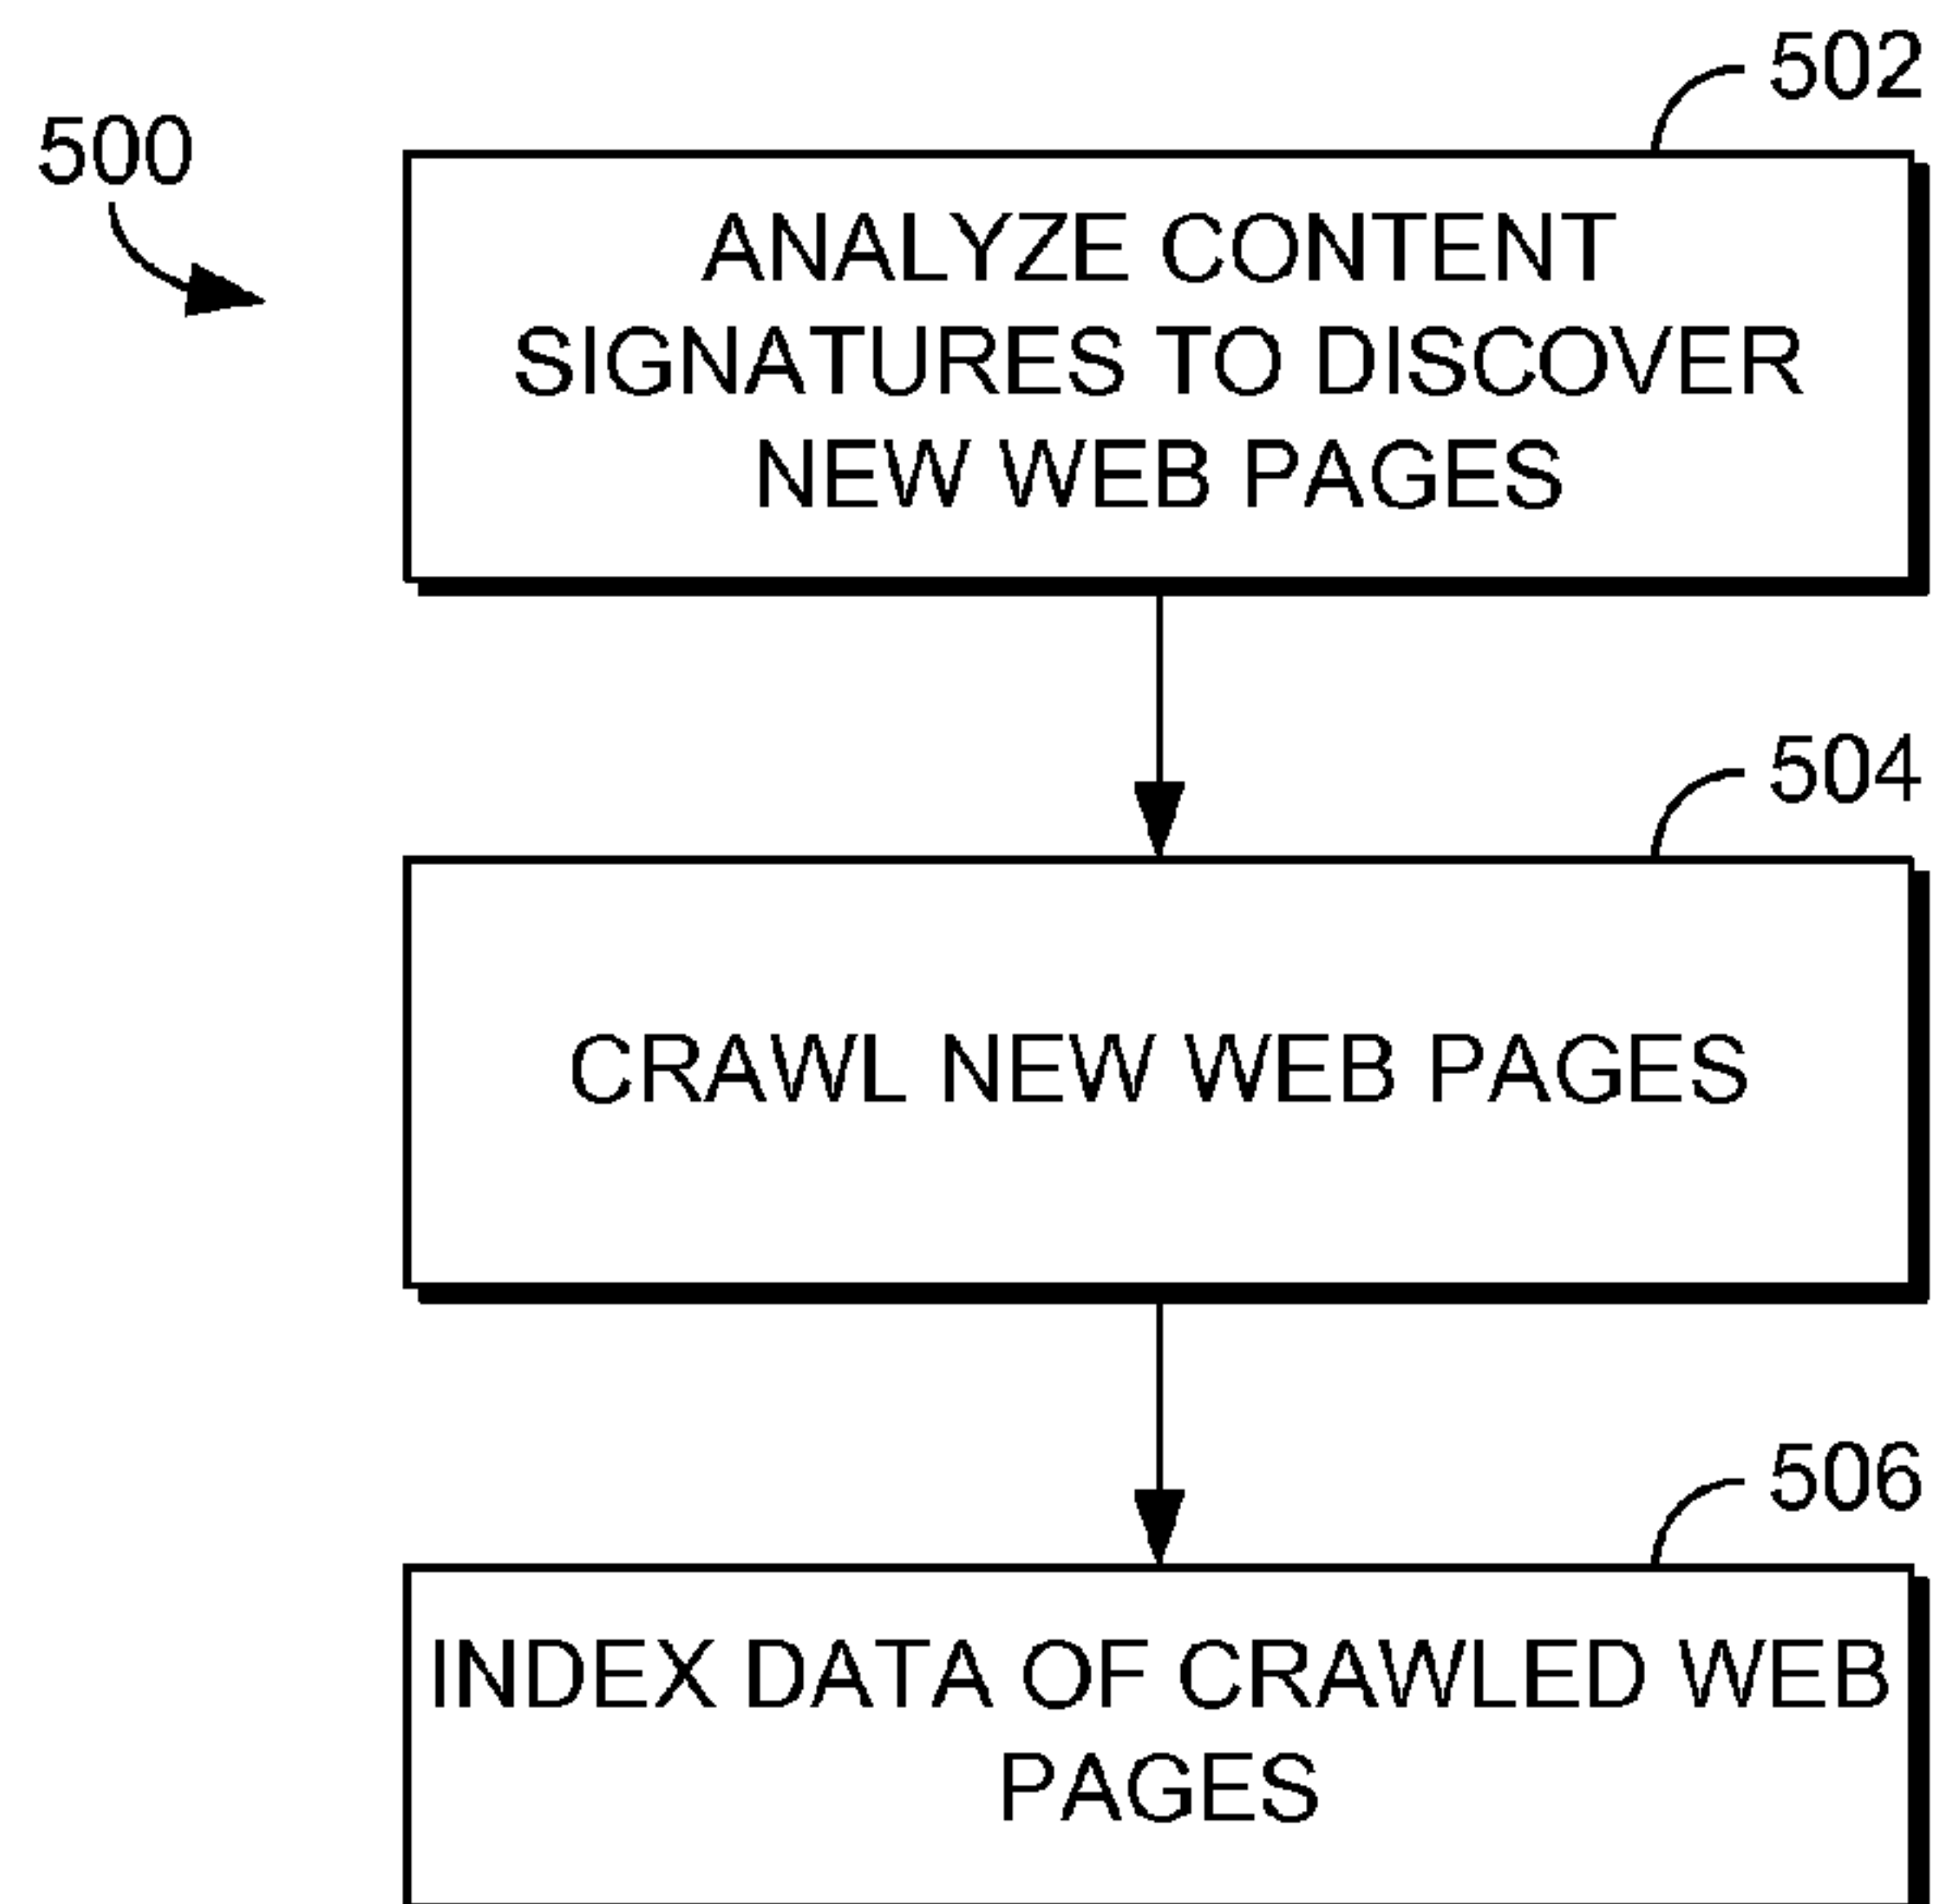 502
500
ANALYZE CONTENT
SIGNATURES TO DISCOVER
NEW WEB PAGES
504
CRAWL NEW WEB PAGES
506
INDEX DATA OF CRAWLED WEB
PAGES